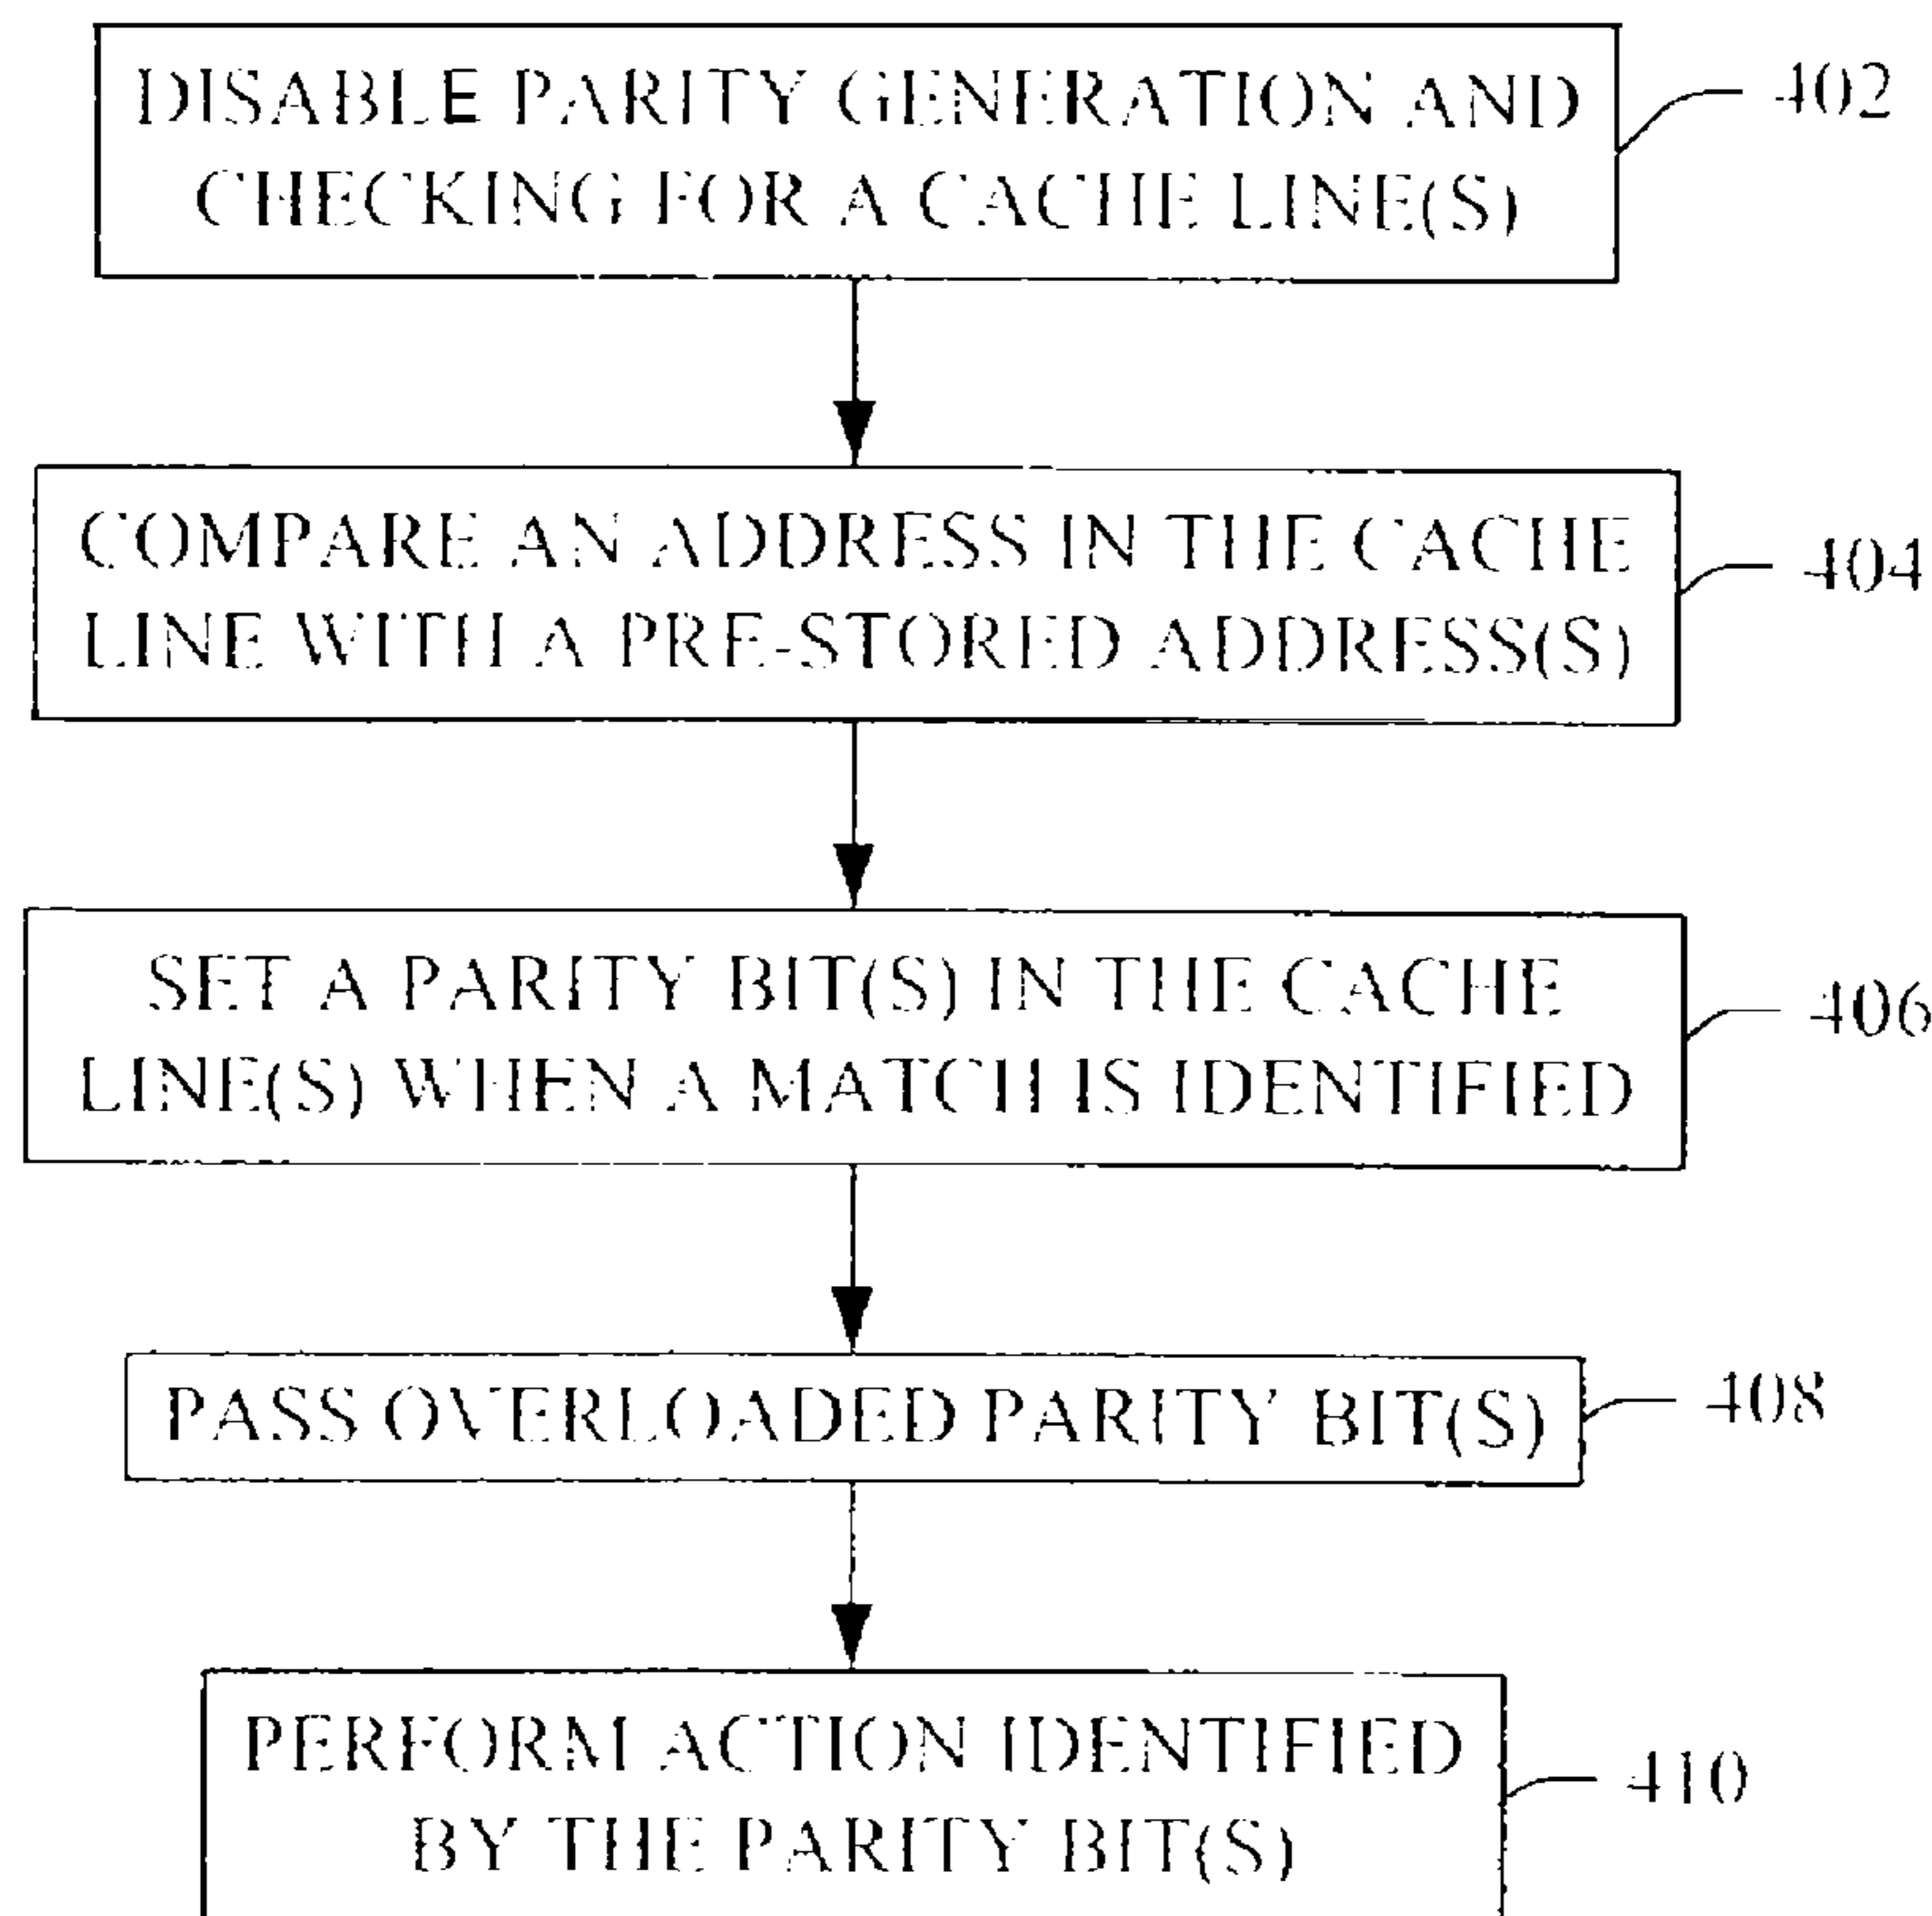 DISABLE PARITY GENERATION AND
CHECKING FOR A CACHE LINE(S)
402
COMPARE AN ADDRESS IN THE CACHE
LINE WITH A PRE-STORED ADDRESS(S)
404
SET A PARITY BIT(S) IN THE CACHE
LINE(S) WHEN A MATCH IS IDENTIFIED
406
PASS OVERLOADED PARITY BIT(S)
408
PERFORM ACTION IDENTIFIED
BY THE PARITY BIT(S)
410